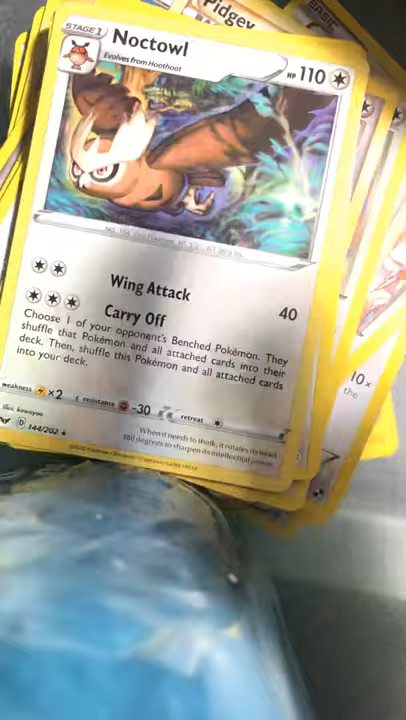 Pidgey
BASIC
STAGE 1
Noctowl
Evolves from Hoothoot
HP 110
Wing Attack
40
Carry Off
Choose 1 of your opponent's Benched Pokémon. They
shuffle that Pokémon and all attached cards into their
deck. Then, shuffle this Pokémon and all attached cards
into your deck.
10×
the
weakness ×2 resistance -30 retreat
When it needs to think, it rotates its head
180 degrees to sharpen its intellectual power.
illus. kawayoo
D 144/202 ★